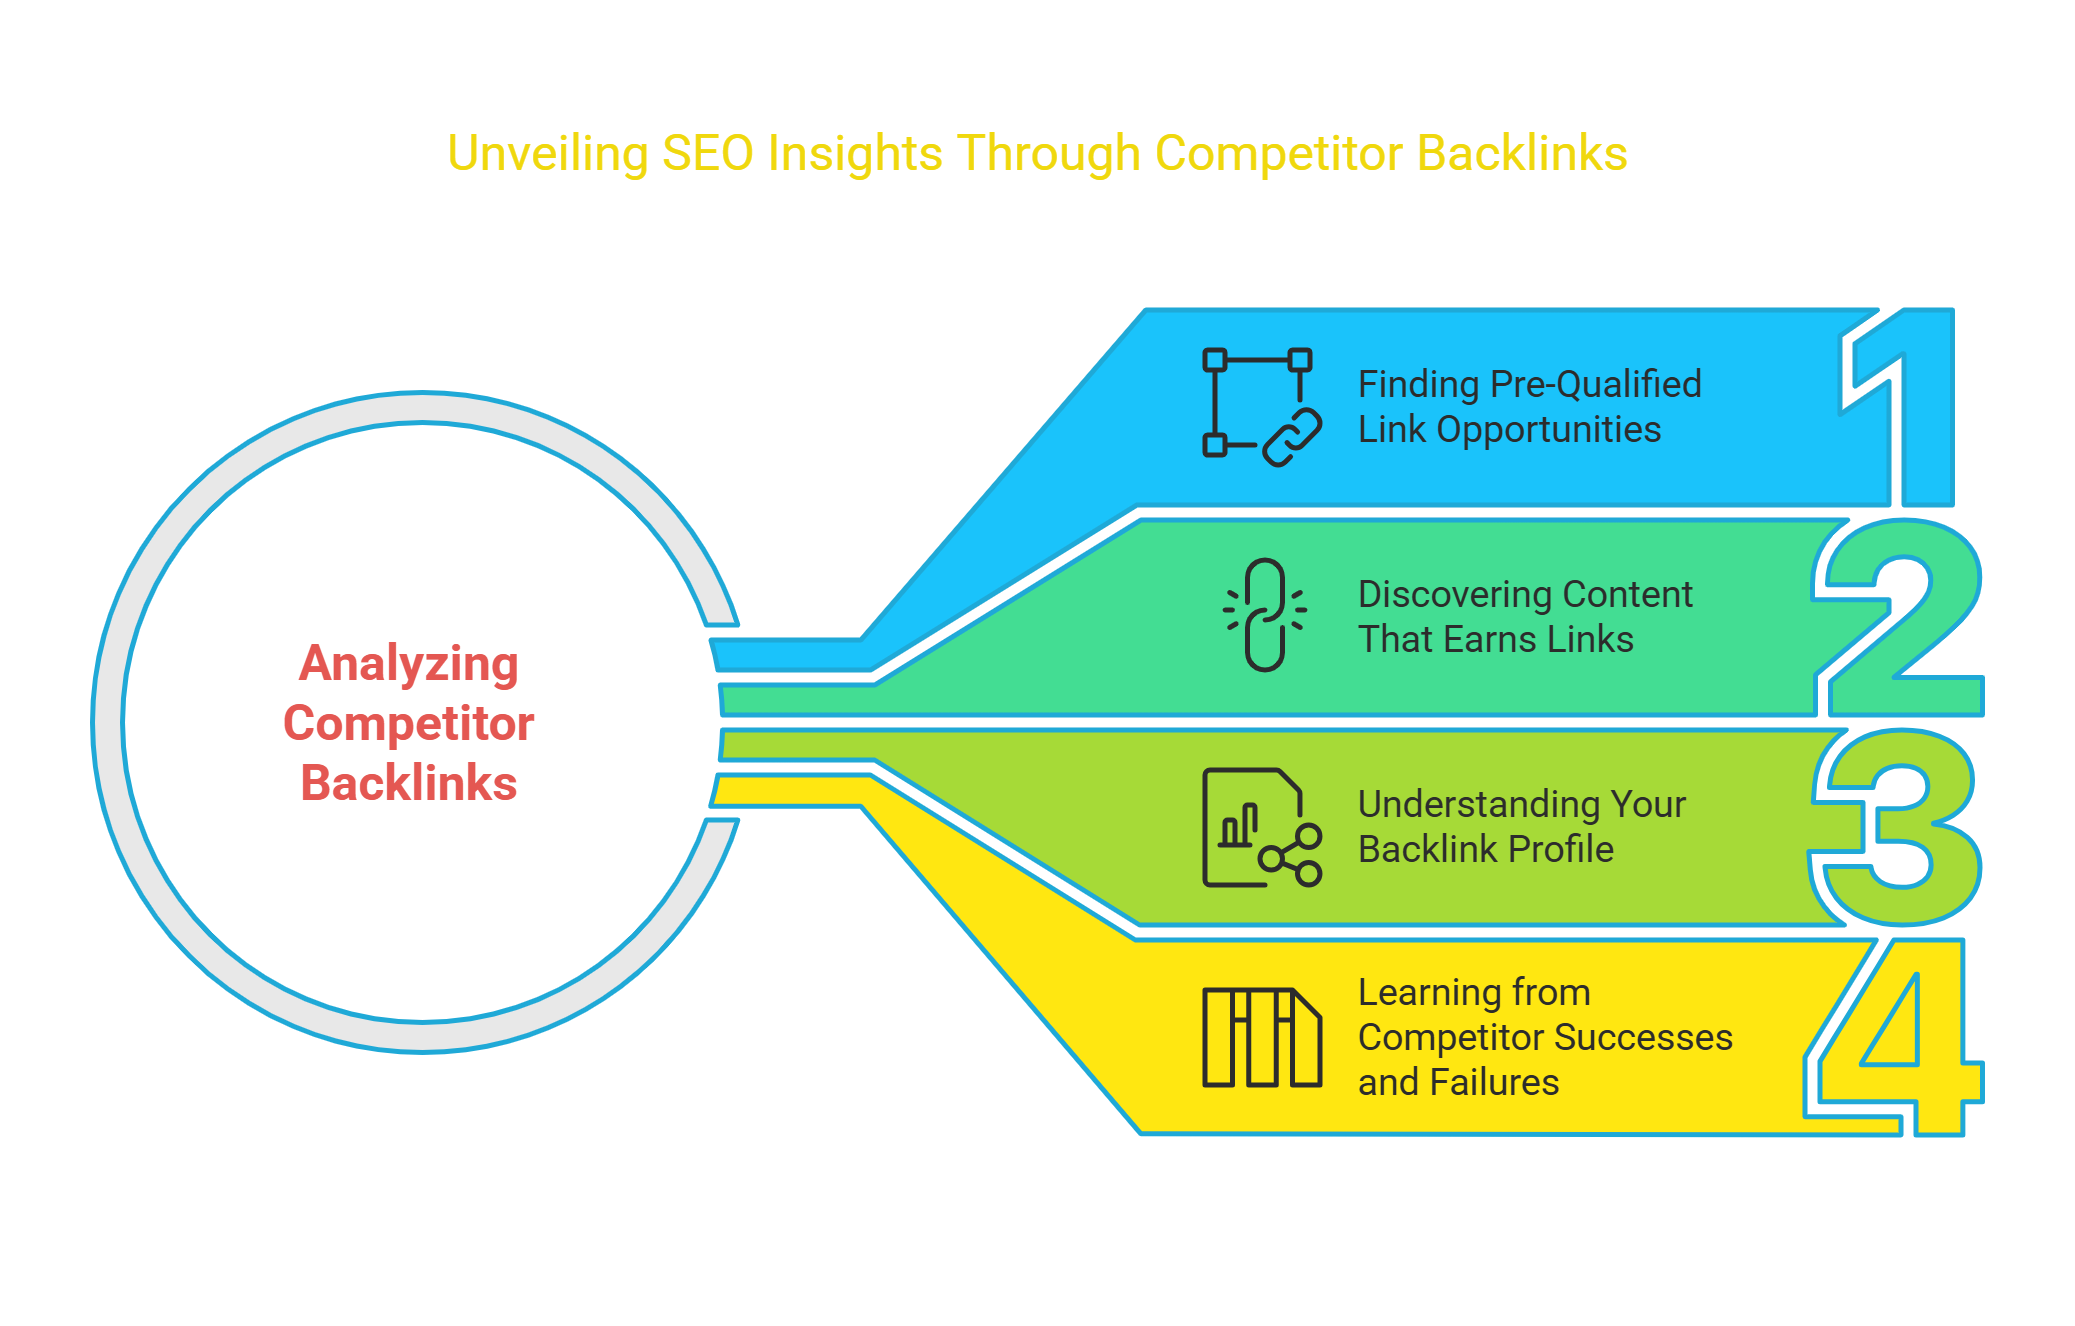 Unveiling SEO Insights Through Competitor Backlinks
Analyzing
Competitor
Backlinks
Finding Pre-Qualified
Link Opportunities
1
Discovering Content
That Earns Links
2
Understanding Your
Backlink Profile
3
Learning from
Competitor Successes
and Failures
4